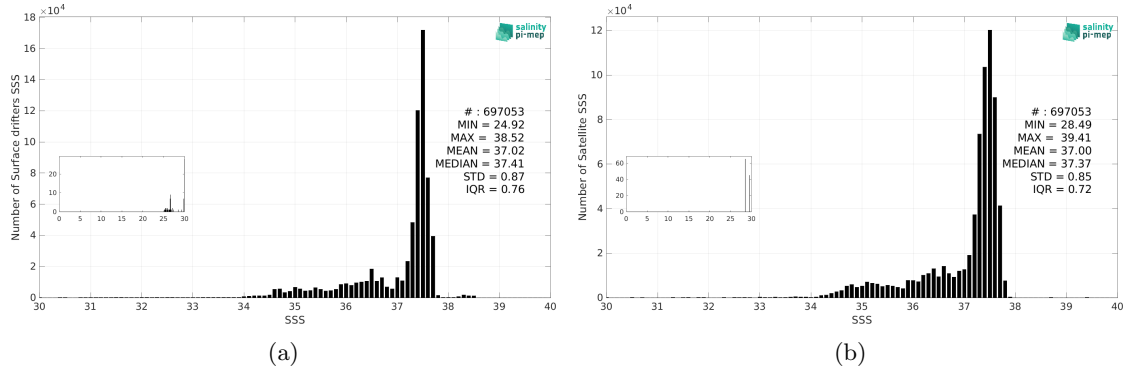 ×10⁴
18
16
14
12
10
8
6
4
2
0
Number of Surface drifters SSS
salinity
pi-mep
# : 697053
MIN = 24.92
MAX = 38.52
MEAN = 37.02
MEDIAN = 37.41
STD = 0.87
IQR = 0.76
20
10
0
0 5 10 15 20 25 30
30 31 32 33 34 35 36 37 38 39 40
SSS
(a)
×10⁴
12
10
8
6
4
2
0
Number of Satellite SSS
salinity
pi-mep
# : 697053
MIN = 28.49
MAX = 39.41
MEAN = 37.00
MEDIAN = 37.37
STD = 0.85
IQR = 0.72
60
40
20
0
0 5 10 15 20 25 30
30 31 32 33 34 35 36 37 38 39 40
SSS
(b)